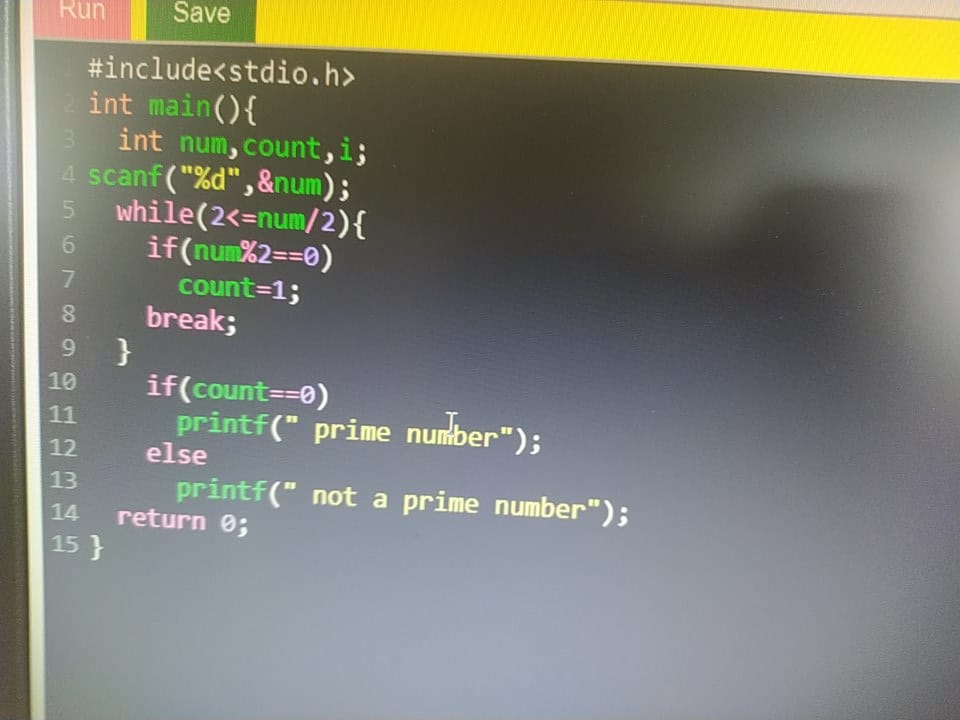 Run Save
#include<stdio.h>
2 int main(){
3 int num,count,i;
4 scanf("%d",&num);
5 while(2<=num/2){
6 if(num%2==0)
7 count=1;
8 break;
9 }
10 if(count==0)
11 printf(" prime number");
12 else
13 printf(" not a prime number");
14 return 0;
15 }